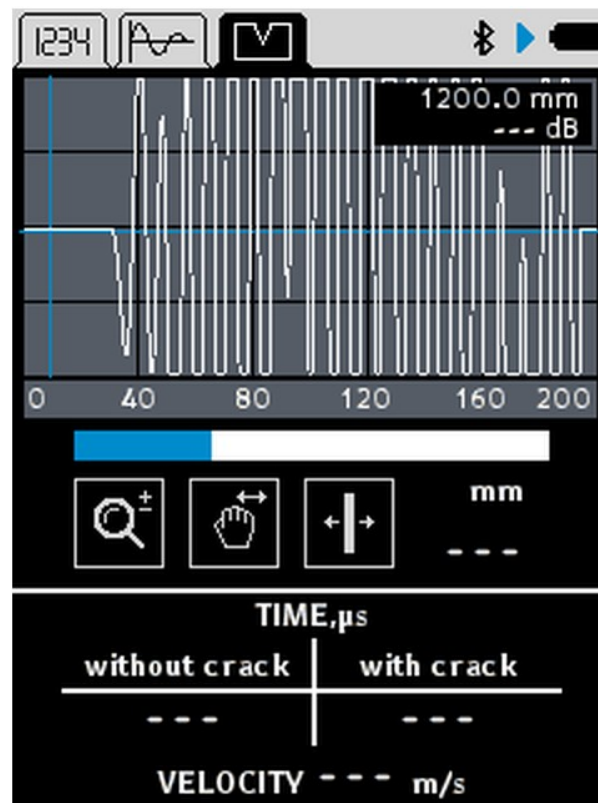 1234
1200.0 mm
--- dB
0 40 80 120 160 200
mm
---
TIME,µs
without crack with crack
--- ---
VELOCITY --- m/s